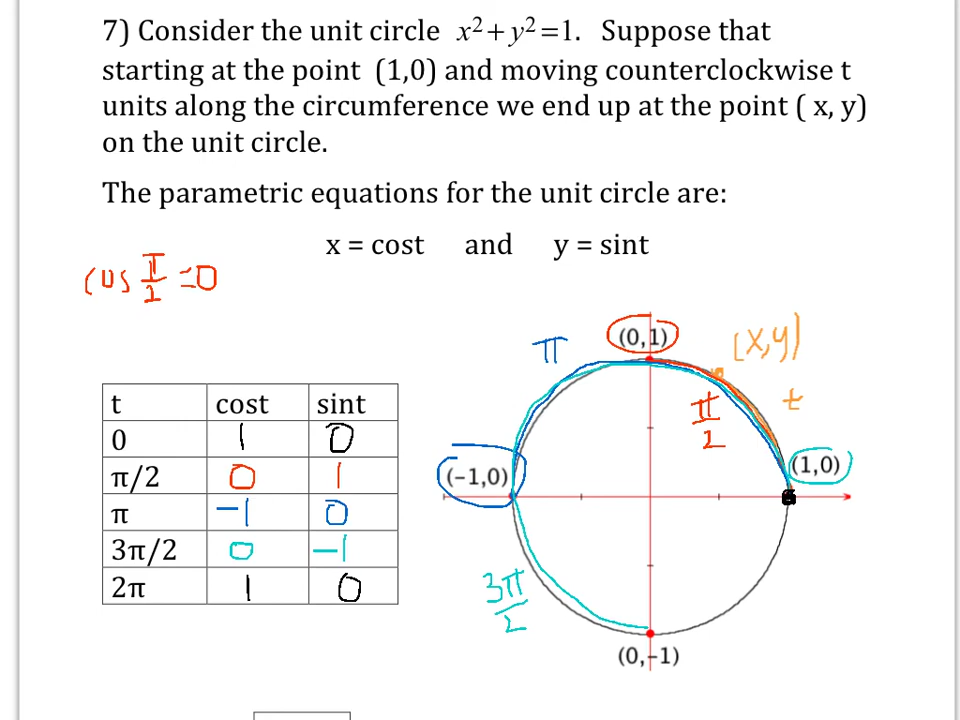 7) Consider the unit circle x²+y²=1. Suppose that
starting at the point (1,0) and moving counterclockwise t
units along the circumference we end up at the point ( x, y)
on the unit circle.
The parametric equations for the unit circle are:
x = cost and y = sint
cos π/2 =0
t cost sint
0 1 0
π/2 0 1
π -1 0
3π/2 0 -1
2π 1 0
(0,1)
(x,y)
π
t
π/2
(-1,0)
(1,0)
3π/2
(0,-1)